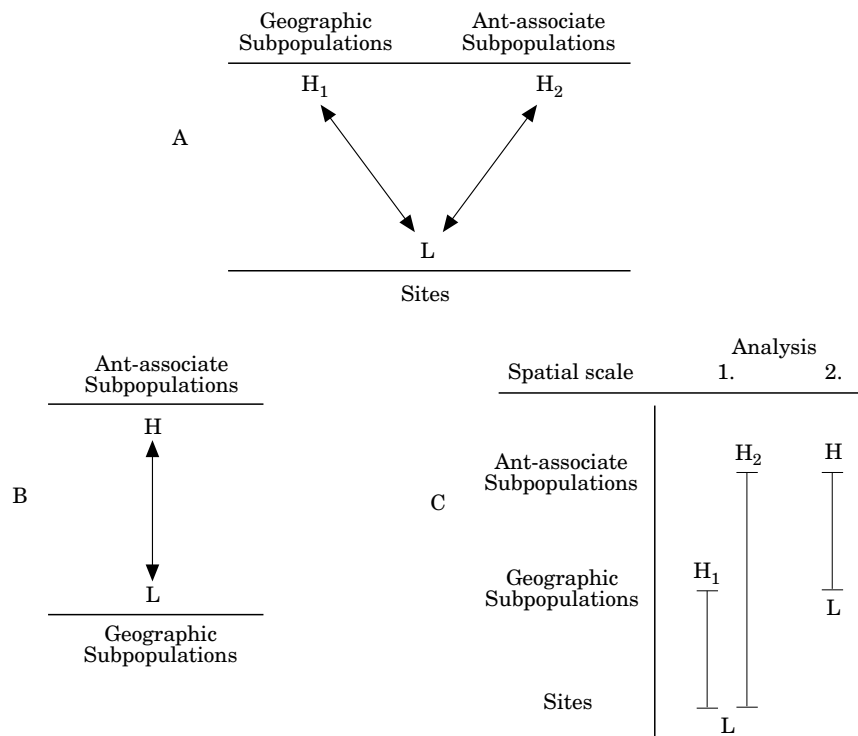 Geographic
Subpopulations
Ant-associate
Subpopulations
H1
H2
A
L
Sites
Ant-associate
Subpopulations
H
B
L
Geographic
Subpopulations
Analysis
Spatial scale 1. 2.
Ant-associate
Subpopulations
H2 H
C
Geographic
Subpopulations
H1
L
Sites
L